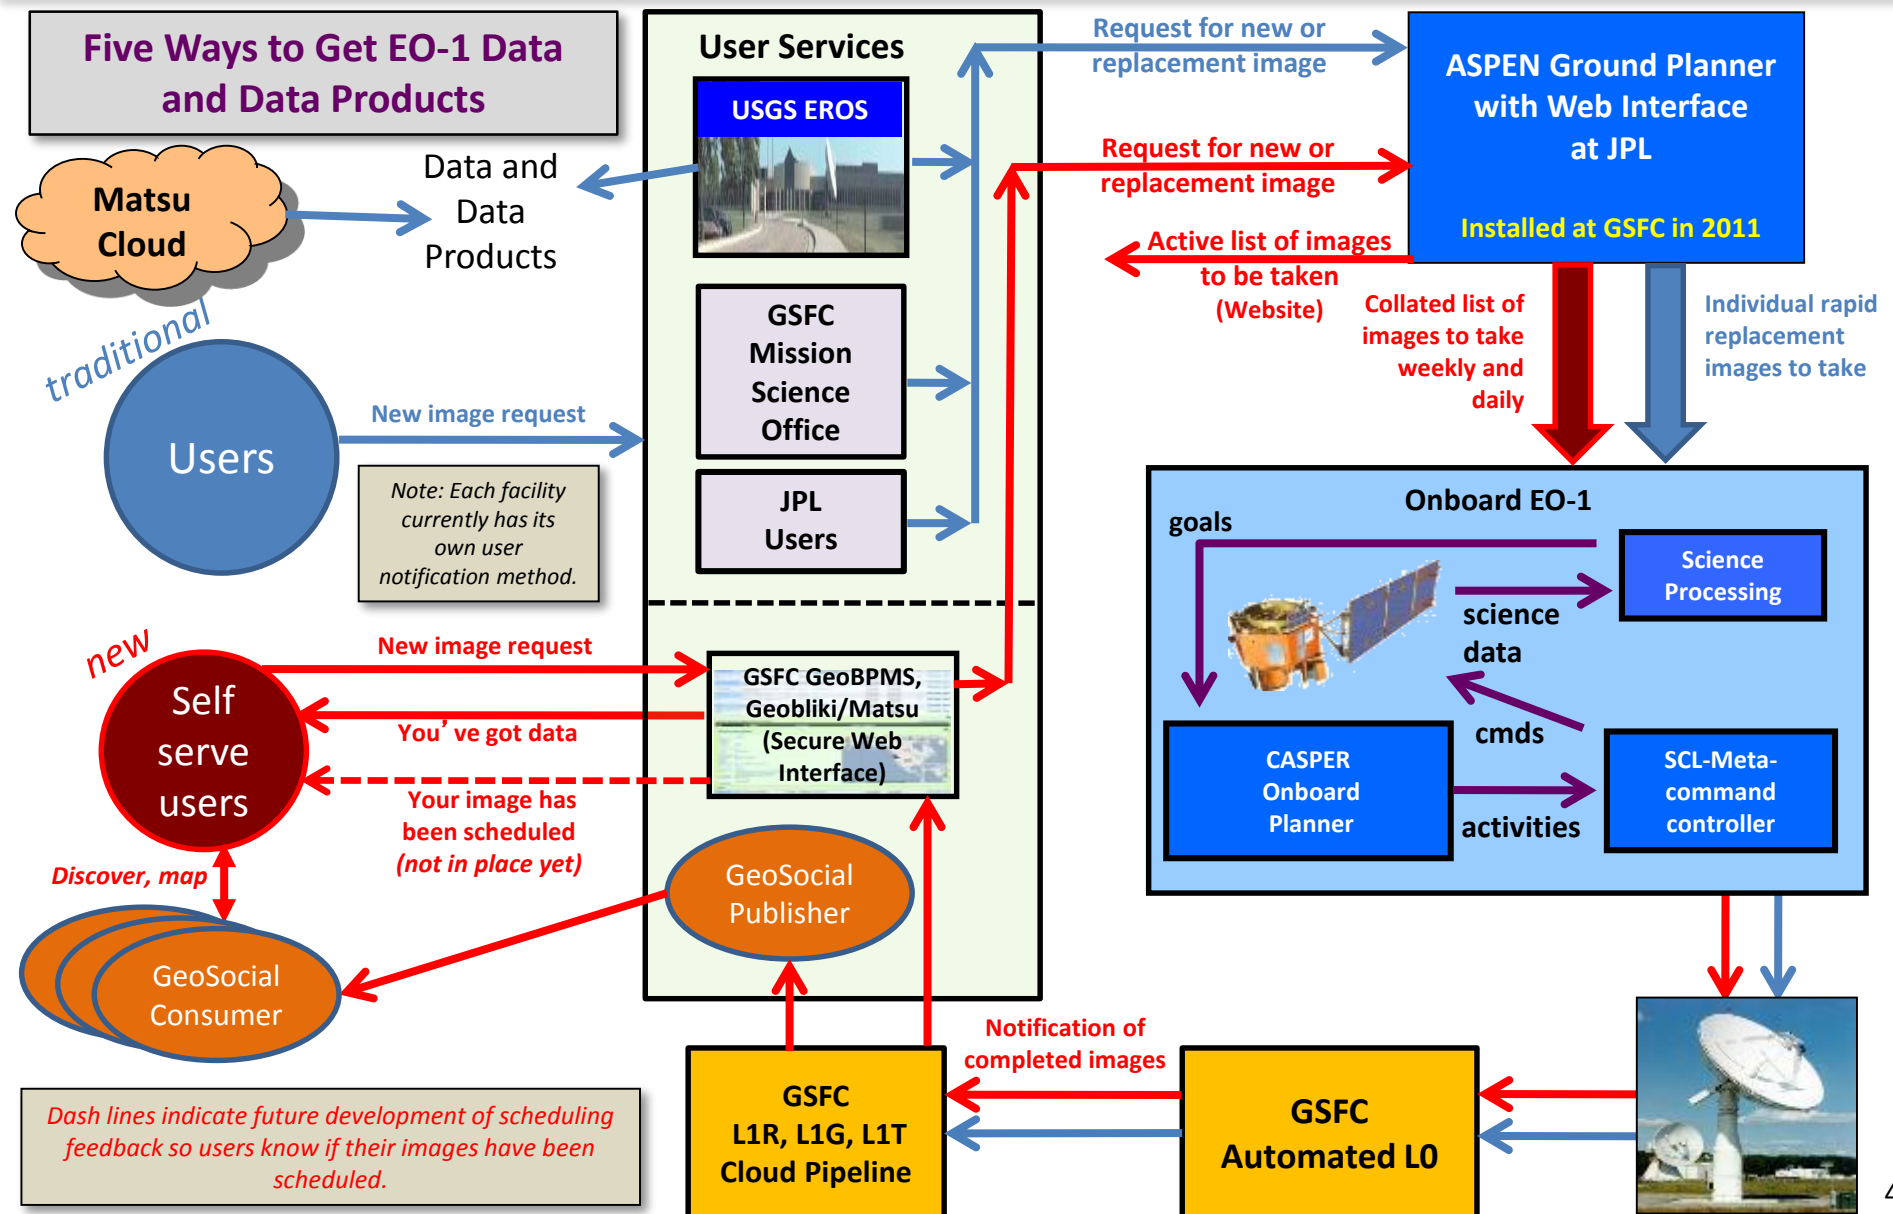 Five Ways to Get EO-1 Data
and Data Products
Matsu
Cloud
Data and
Data
Products
traditional
Users
New image request
Note: Each facility
currently has its
own user
notification method.
new
Self
serve
users
New image request
You’ ve got data
Your image has
been scheduled
(not in place yet)
Discover, map
GeoSocial
Consumer
Dash lines indicate future development of scheduling
feedback so users know if their images have been
scheduled.
User Services
USGS EROS
GSFC
Mission
Science
Office
JPL
Users
GSFC GeoBPMS,
Geobliki/Matsu
(Secure Web
Interface)
GeoSocial
Publisher
Request for new or
replacement image
Request for new or
replacement image
Active list of images
to be taken
(Website)
ASPEN Ground Planner
with Web Interface
at JPL
Installed at GSFC in 2011
Collated list of
images to take
weekly and
daily
Individual rapid
replacement
images to take
Onboard EO-1
goals
Science
Processing
science
data
cmds
CASPER
Onboard
Planner
activities
SCL-Meta-
command
controller
Notification of
completed images
GSFC
L1R, L1G, L1T
Cloud Pipeline
GSFC
Automated L0